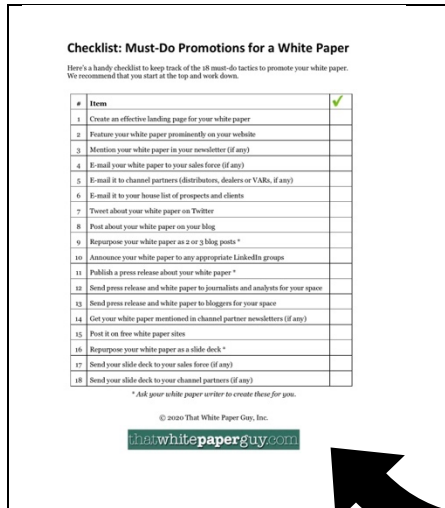 Checklist: Must-Do Promotions for a White Paper
Here's a handy checklist to keep track of the 18 must-do tactics to promote your white paper.
We recommend that you start at the top and work down.
# Item
1 Create an effective landing page for your white paper
2 Feature your white paper prominently on your website
3 Mention your white paper in your newsletter (if any)
4 E-mail your white paper to your sales force (if any)
5 E-mail it to channel partners (distributors, dealers or VARs, if any)
6 E-mail it to your house list of prospects and clients
7 Tweet about your white paper on Twitter
8 Post about your white paper on your blog
9 Repurpose your white paper as 2 or 3 blog posts *
10 Announce your white paper to any appropriate LinkedIn groups
11 Publish a press release about your white paper *
12 Send press release and white paper to journalists and analysts for your space
13 Send press release and white paper to bloggers for your space
14 Get your white paper mentioned in channel partner newsletters (if any)
15 Post it on free white paper sites
16 Repurpose your white paper as a slide deck *
17 Send your slide deck to your sales force (if any)
18 Send your slide deck to your channel partners (if any)
* Ask your white paper writer to create these for you.
© 2020 That White Paper Guy, Inc.
thatwhitepaperguy.com